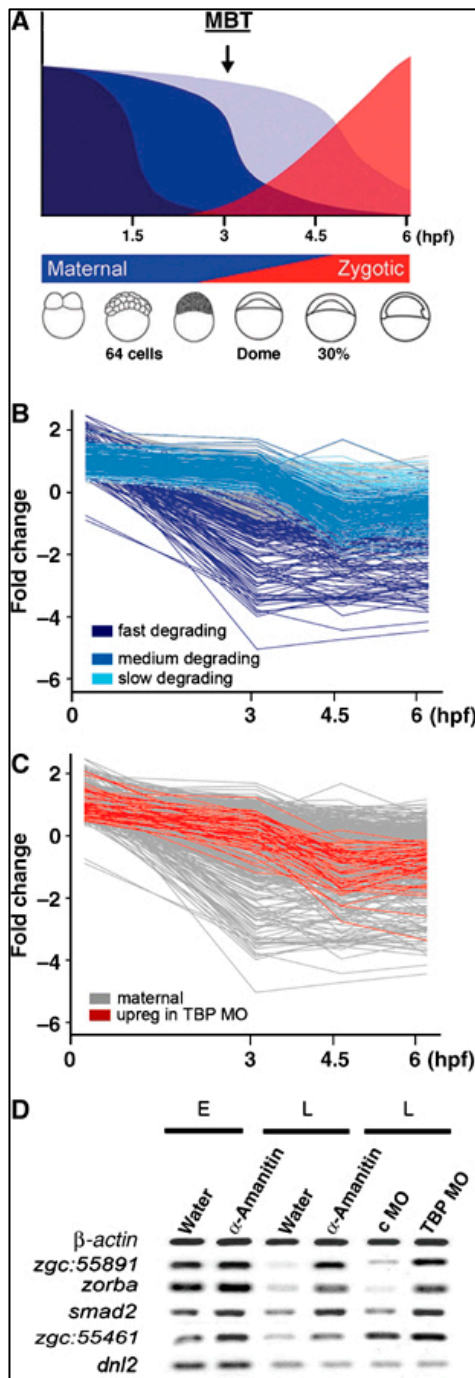 A
MBT
1.5 3 4.5 6 (hpf)
Maternal Zygotic
64 cells Dome 30%
B
Fold change
2
0
−2
−4
−6
fast degrading
medium degrading
slow degrading
0 3 4.5 6 (hpf)
C
Fold change
2
0
−2
−4
−6
maternal
upreg in TBP MO
0 3 4.5 6 (hpf)
D
E L L
Water α-Amanitin Water α-Amanitin c MO TBP MO
β-actin
zgc:55891
zorba
smad2
zgc:55461
dnl2